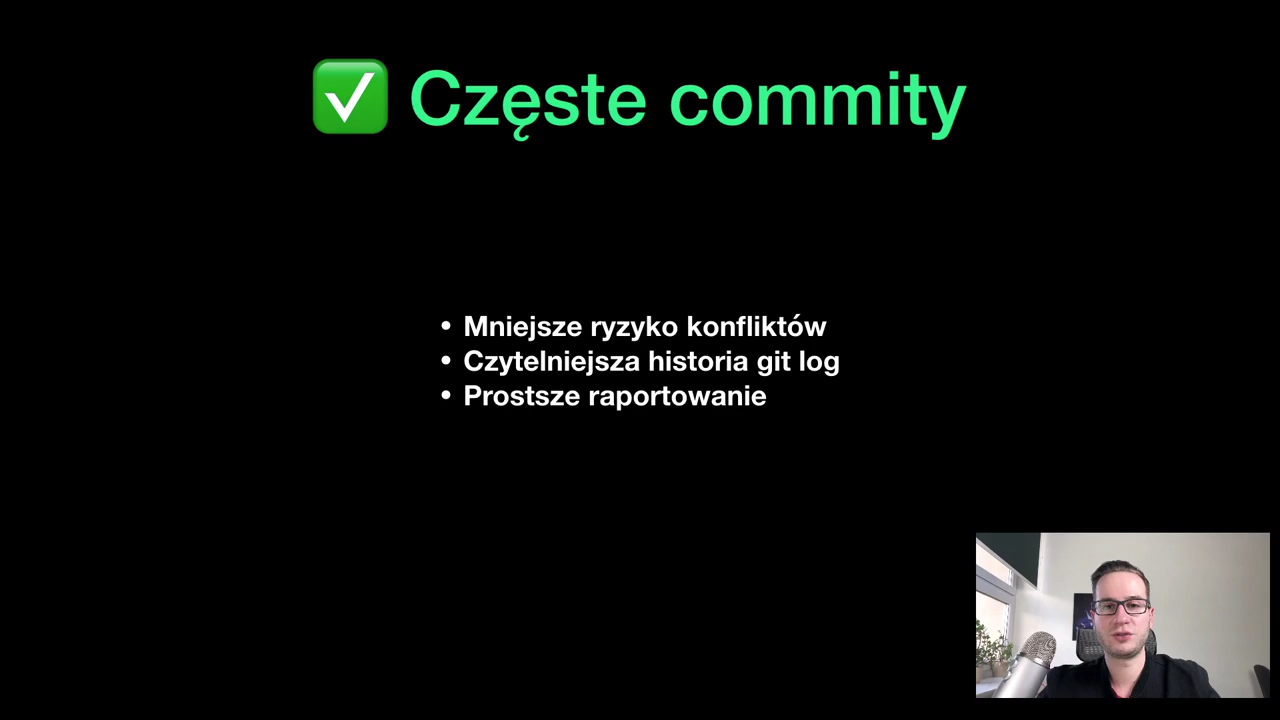 ✅ Częste commity
• Mniejsze ryzyko konfliktów
• Czytelniejsza historia git log
• Prostsze raportowanie